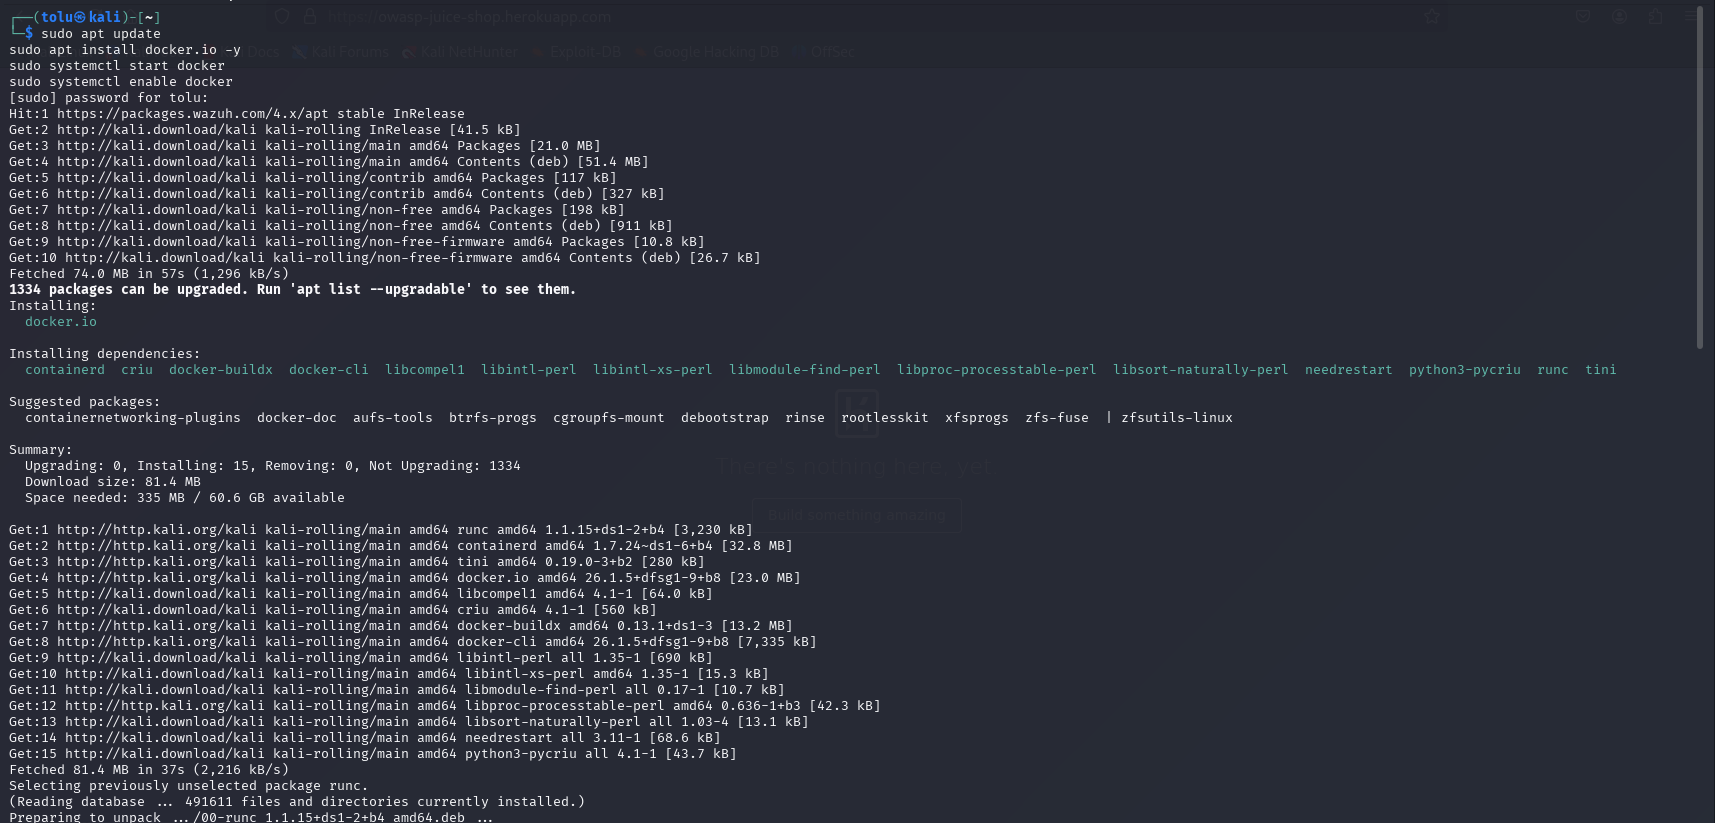 ┌──(tolu㉿kali)-[~]
└─$ sudo apt update
sudo apt install docker.io -y
sudo systemctl start docker
sudo systemctl enable docker
[sudo] password for tolu:
Hit:1 https://packages.wazuh.com/4.x/apt stable InRelease
Get:2 http://kali.download/kali kali-rolling InRelease [41.5 kB]
Get:3 http://kali.download/kali kali-rolling/main amd64 Packages [21.0 MB]
Get:4 http://kali.download/kali kali-rolling/main amd64 Contents (deb) [51.4 MB]
Get:5 http://kali.download/kali kali-rolling/contrib amd64 Packages [117 kB]
Get:6 http://kali.download/kali kali-rolling/contrib amd64 Contents (deb) [327 kB]
Get:7 http://kali.download/kali kali-rolling/non-free amd64 Packages [198 kB]
Get:8 http://kali.download/kali kali-rolling/non-free amd64 Contents (deb) [911 kB]
Get:9 http://kali.download/kali kali-rolling/non-free-firmware amd64 Packages [10.8 kB]
Get:10 http://kali.download/kali kali-rolling/non-free-firmware amd64 Contents (deb) [26.7 kB]
Fetched 74.0 MB in 57s (1,296 kB/s)
1334 packages can be upgraded. Run 'apt list --upgradable' to see them.
Installing:
  docker.io

Installing dependencies:
  containerd  criu  docker-buildx  docker-cli  libcompel1  libintl-perl  libintl-xs-perl  libmodule-find-perl  libproc-processtable-perl  libsort-naturally-perl  needrestart  python3-pycriu  runc  tini

Suggested packages:
  containernetworking-plugins  docker-doc  aufs-tools  btrfs-progs  cgroupfs-mount  debootstrap  rinse  rootlesskit  xfsprogs  zfs-fuse  | zfsutils-linux

Summary:
  Upgrading: 0, Installing: 15, Removing: 0, Not Upgrading: 1334
  Download size: 81.4 MB
  Space needed: 335 MB / 60.6 GB available

Get:1 http://http.kali.org/kali kali-rolling/main amd64 runc amd64 1.1.15+ds1-2+b4 [3,230 kB]
Get:2 http://http.kali.org/kali kali-rolling/main amd64 containerd amd64 1.7.24~ds1-6+b4 [32.8 MB]
Get:3 http://http.kali.org/kali kali-rolling/main amd64 tini amd64 0.19.0-3+b2 [280 kB]
Get:4 http://http.kali.org/kali kali-rolling/main amd64 docker.io amd64 26.1.5+dfsg1-9+b8 [23.0 MB]
Get:5 http://http.kali.org/kali kali-rolling/main amd64 libcompel1 amd64 4.1-1 [64.0 kB]
Get:6 http://http.kali.org/kali kali-rolling/main amd64 criu amd64 4.1-1 [560 kB]
Get:7 http://http.kali.org/kali kali-rolling/main amd64 docker-buildx amd64 0.13.1+ds1-3 [13.2 MB]
Get:8 http://http.kali.org/kali kali-rolling/main amd64 docker-cli amd64 26.1.5+dfsg1-9+b8 [7,335 kB]
Get:9 http://kali.download/kali kali-rolling/main amd64 libintl-perl all 1.35-1 [690 kB]
Get:10 http://kali.download/kali kali-rolling/main amd64 libintl-xs-perl amd64 1.35-1 [15.3 kB]
Get:11 http://kali.download/kali kali-rolling/main amd64 libmodule-find-perl all 0.17-1 [10.7 kB]
Get:12 http://http.kali.org/kali kali-rolling/main amd64 libproc-processtable-perl amd64 0.636-1+b3 [42.3 kB]
Get:13 http://kali.download/kali kali-rolling/main amd64 libsort-naturally-perl all 1.03-4 [13.1 kB]
Get:14 http://kali.download/kali kali-rolling/main amd64 needrestart all 3.11-1 [68.6 kB]
Get:15 http://kali.download/kali kali-rolling/main amd64 python3-pycriu all 4.1-1 [43.7 kB]
Fetched 81.4 MB in 37s (2,216 kB/s)
Selecting previously unselected package runc.
(Reading database ... 491611 files and directories currently installed.)
Preparing to unpack .../00-runc_1.1.15+ds1-2+b4_amd64.deb ...
https://owasp-juice-shop.herokuapp.com
Docs Kali Forums Kali NetHunter Exploit-DB Google Hacking DB OffSec
There's nothing here, yet.
Build something amazing